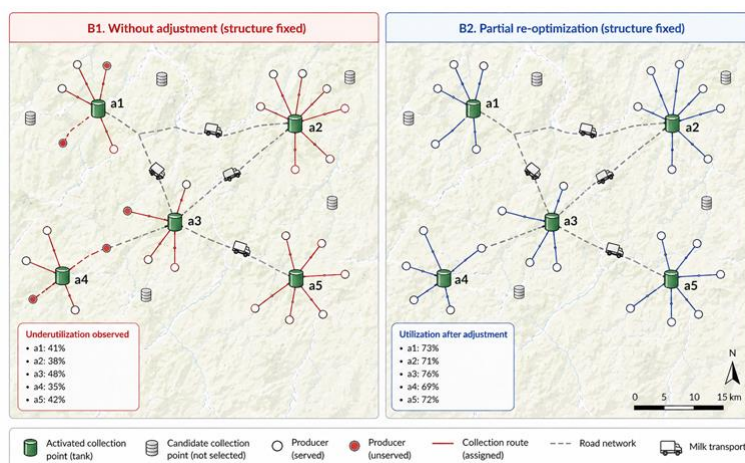 B1. Without adjustment (structure fixed)
a1
a2
a3
a4
a5
Underutilization observed
• a1: 41%
• a2: 38%
• a3: 48%
• a4: 35%
• a5: 42%
B2. Partial re-optimization (structure fixed)
a1
a2
a3
a4
a5
Utilization after adjustment
• a1: 73%
• a2: 71%
• a3: 76%
• a4: 69%
• a5: 72%
N
0 5 10 15 km
Activated collection
point (tank)
Candidate collection
point (not selected)
Producer
(served)
Producer
(unserved)
Collection route
(assigned)
Road network
Milk transport